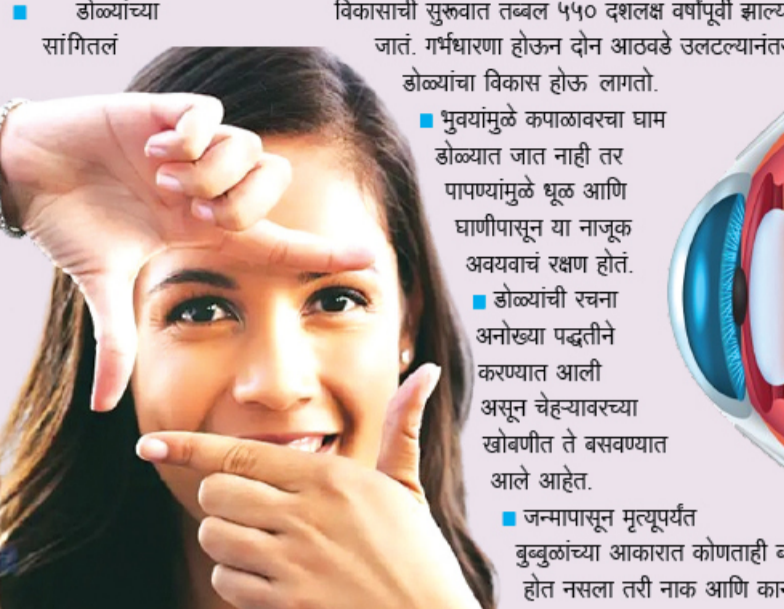 ■ डोळ्यांच्या विकासाची सुरूवात तब्बल ५५० दशलक्ष वर्षांपूर्वी
सांगितलं जातं. गर्भधारणा होऊन दोन आठवडे उलटल्यानंतर
डोळ्यांचा विकास होऊ लागतो.
■ भुवयांमुळे कपाळावरचा घाम
डोळ्यात जात नाही तर
पापण्यांमुळे धूळ आणि
घाणीपासून या नाजूक
अवयवाचं रक्षण होतं.
■ डोळ्यांची रचना
अनोख्या पद्धतीने
करण्यात आली
असून चेहऱ्यावरच्या
खोबणीत ते बसवण्यात
आले आहेत.
■ जन्मापासून मृत्यूपर्यंत
बुब्बुळांच्या आकारात कोणताही
होत नसला तरी नाक आणि